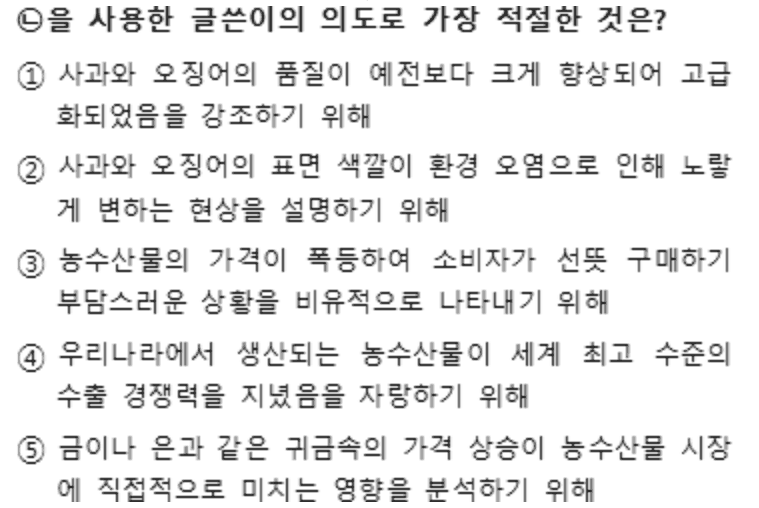 ㉡을 사용한 글쓴이의 의도로 가장 적절한 것은?
① 사과와 오징어의 품질이 예전보다 크게 향상되어 고급
화되었음을 강조하기 위해
② 사과와 오징어의 표면 색깔이 환경 오염으로 인해 노랗
게 변하는 현상을 설명하기 위해
③ 농수산물의 가격이 폭등하여 소비자가 선뜻 구매하기
부담스러운 상황을 비유적으로 나타내기 위해
④ 우리나라에서 생산되는 농수산물이 세계 최고 수준의
수출 경쟁력을 지녔음을 자랑하기 위해
⑤ 금이나 은과 같은 귀금속의 가격 상승이 농수산물 시장
에 직접적으로 미치는 영향을 분석하기 위해